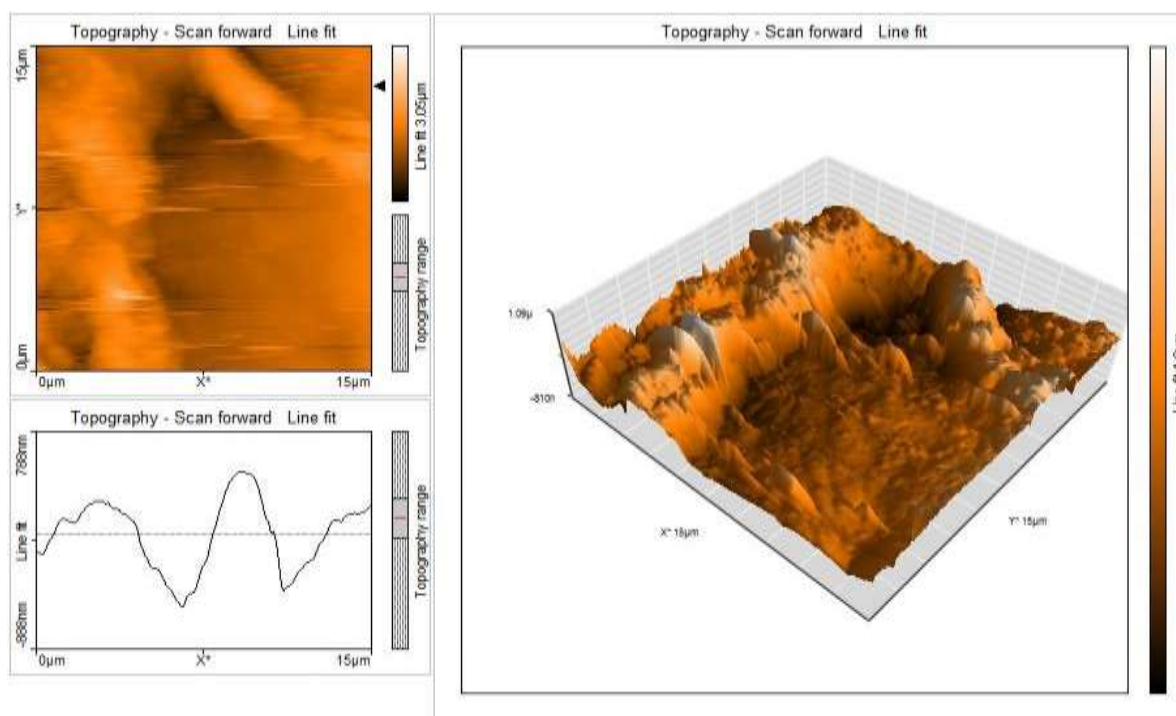 Topography - Scan forward Line fit
15µm
Y*
0µm
0µm
X*
15µm
Line fit 3.05µm
Topography range
Topography - Scan forward Line fit
788nm
Line fit
-888nm
0µm
X*
15µm
Topography range
Topography - Scan forward Line fit
1.09µ
-810n
X* 15µm
Y* 15µm